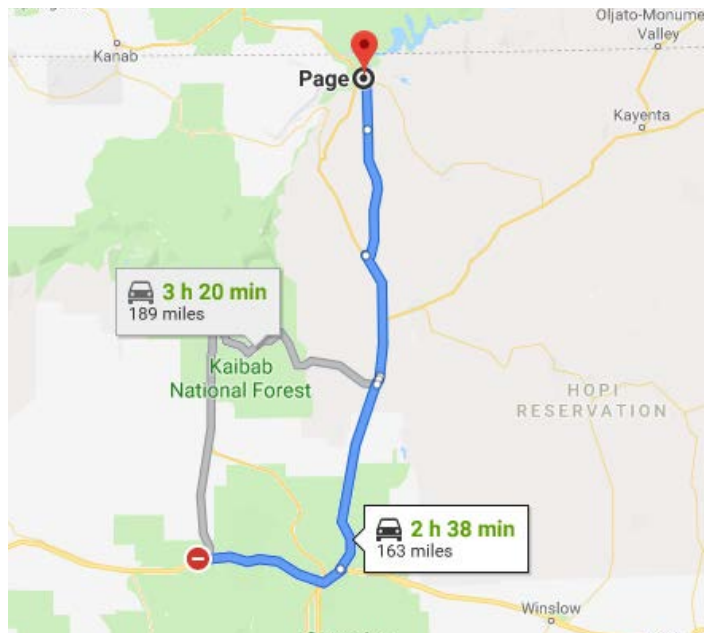 Oljato-Monume
Valley
Kanab
Page
Kayenta
3 h 20 min
189 miles
Kaibab
National Forest
HOPI
RESERVATION
2 h 38 min
163 miles
Winslow